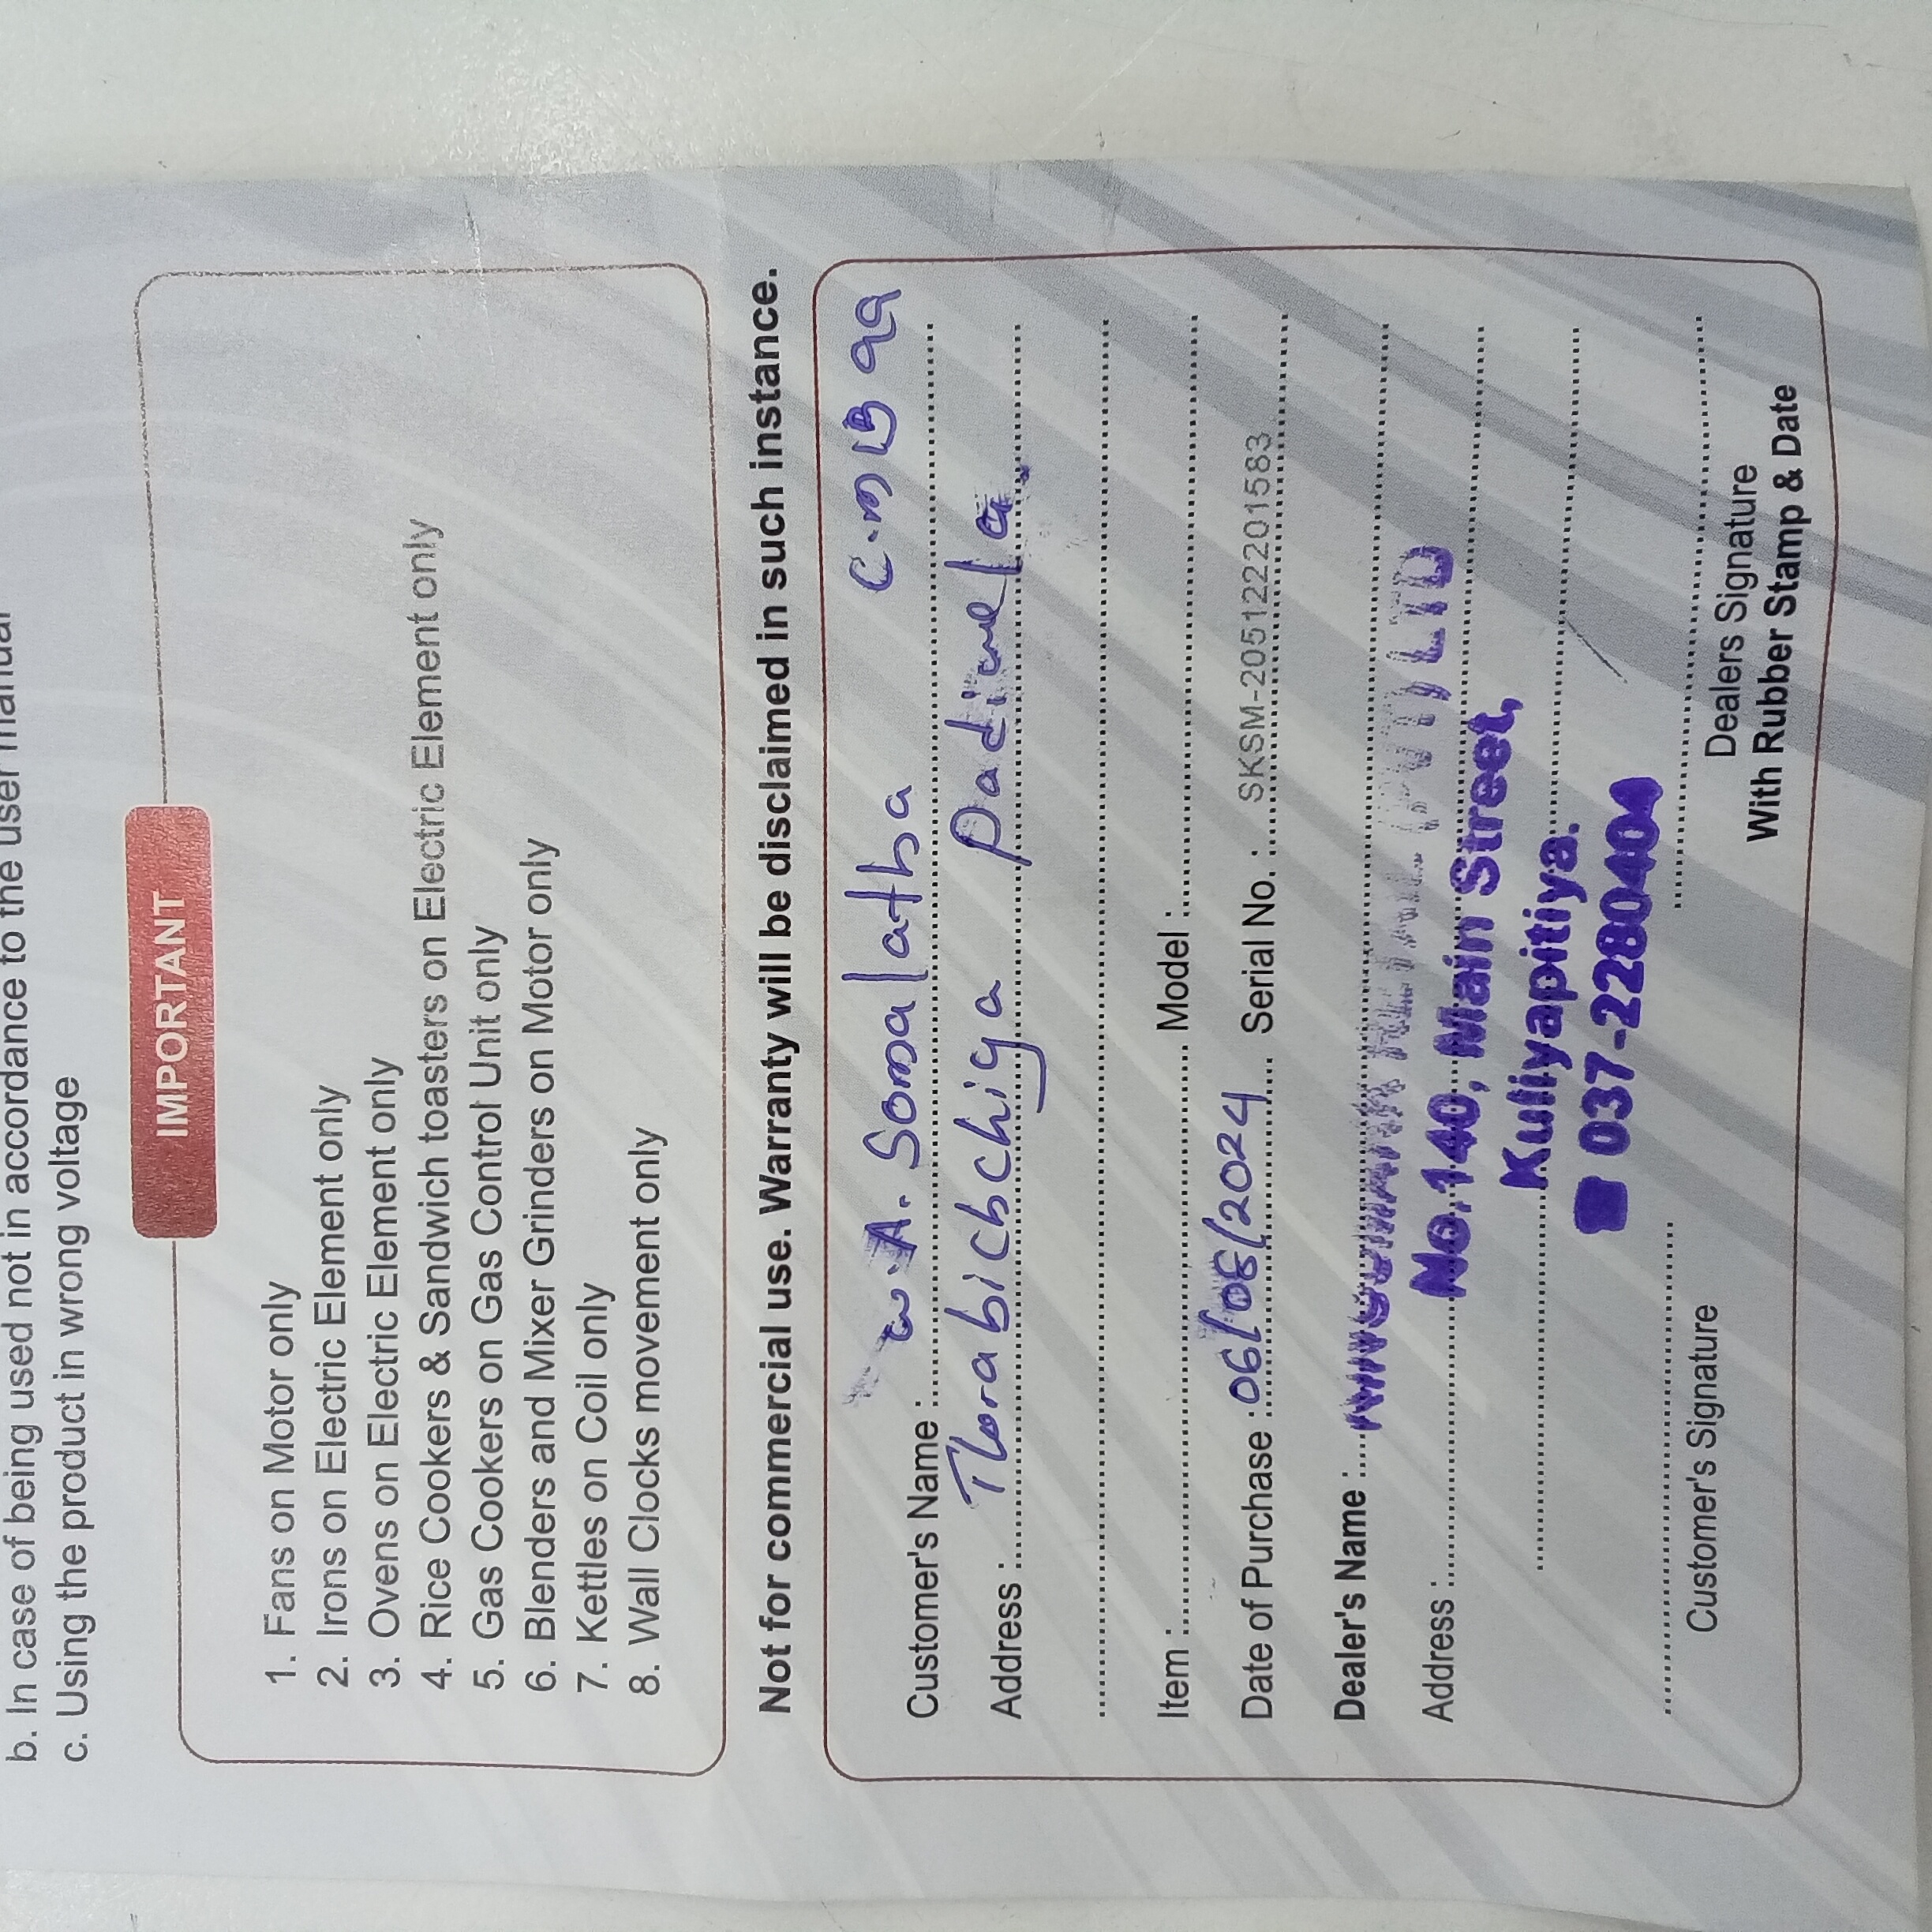 b. In case of being used not in accordance to the user manual
c. Using the product in wrong voltage
IMPORTANT
1. Fans on Motor only
2. Irons on Electric Element only
3. Ovens on Electric Element only
4. Rice Cookers & Sandwich toasters on Electric Element only
5. Gas Cookers on Gas Control Unit only
6. Blenders and Mixer Grinders on Motor only
7. Kettles on Coil only
8. Wall Clocks movement only
Not for commercial use. Warranty will be disclaimed in such instance.
Customer's Name : W.A. Somalatha
Address :
Item : Model :
Date of Purchase : 06/06/2024 Serial No. : SKSM-2051222201583
Dealer's Name : (PVT) LTD
Address : No.140, Main Street,
Kuliyapitiya.
☎ 037-2280404
Customer's Signature
Dealers Signature
With Rubber Stamp & Date